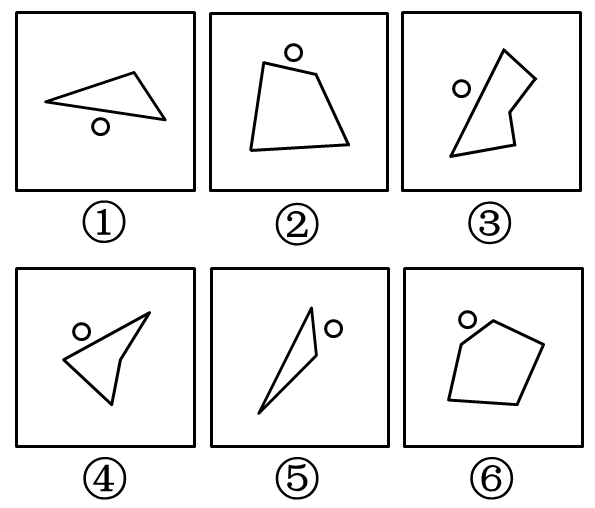 ① ② ③
④ ⑤ ⑥